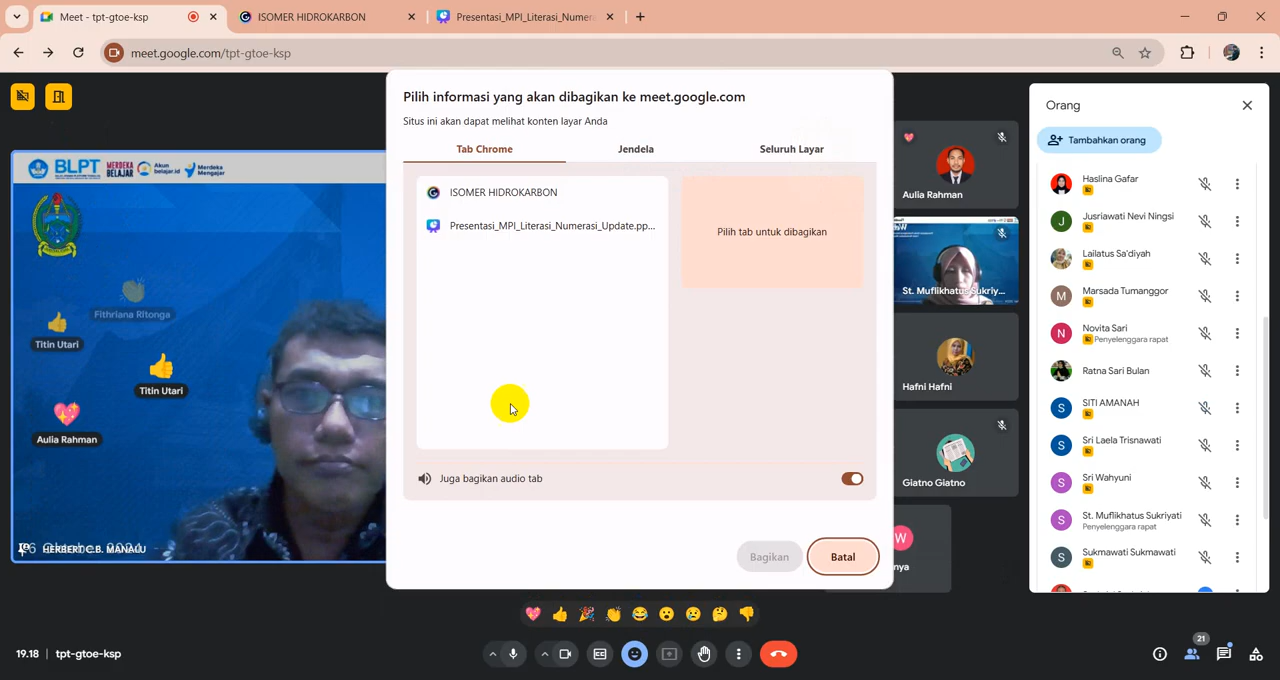 Meet - tpt-gtoe-ksp
ISOMER HIDROKARBON
Presentasi_MPI_Literasi_Numera
meet.google.com/tpt-gtoe-ksp
Pilih informasi yang akan dibagikan ke meet.google.com
Situs ini akan dapat melihat konten layar Anda
Tab Chrome
Jendela
Seluruh Layar
ISOMER HIDROKARBON
Presentasi_MPI_Literasi_Numerasi_Update.pp...
Pilih tab untuk dibagikan
Juga bagikan audio tab
Bagikan
Batal
BLPT
MERDEKA
BELAJAR
Akun
belajar.id
Merdeka
Mengajar
Fithriana Ritonga
Titin Utari
Titin Utari
Aulia Rahman
HERBERT C.B. MANALU
Aulia Rahman
St. Muflikhatus Sukriy...
Hafni Hafni
Giatno Giatno
W
nya
Orang
Tambahkan orang
Haslina Gafar
J
Jusriawati Nevi Ningsi
Lailatus Sa'diyah
M
Marsada Tumanggor
N
Novita Sari
Penyelenggara rapat
Ratna Sari Bulan
S
SITI AMANAH
S
Sri Laela Trisnawati
S
Sri Wahyuni
S
St. Muflikhatus Sukriyati
Penyelenggara rapat
S
Sukmawati Sukmawati
19.18
tpt-gtoe-ksp
21